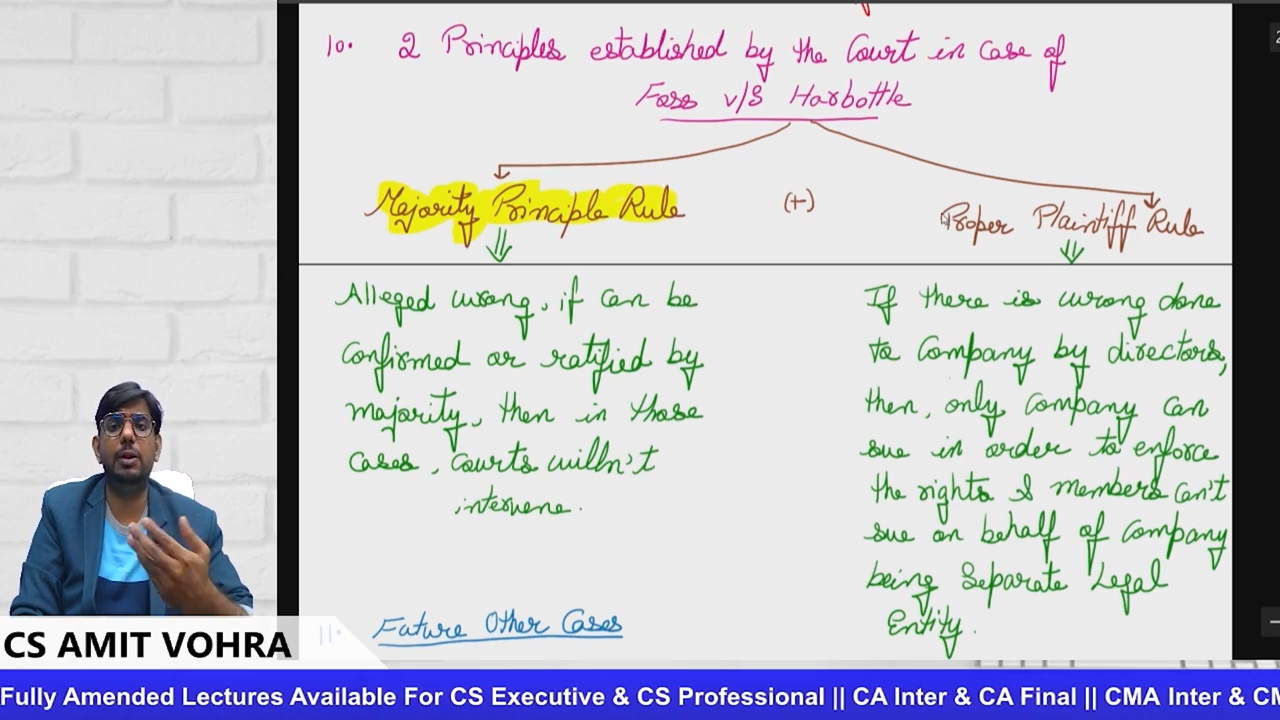 10. 2 Principles established by the Court in case of
Foss v/s Harbottle
Majority Principle Rule (+) Proper Plaintiff Rule
Alleged wrong, if can be
confirmed or ratified by
majority, then in those
cases, courts willn't
intervene.
If there is wrong done
to Company by directors,
then, only company can
sue in order to enforce
the rights & members can't
sue on behalf of company
being Separate Legal
Entity.
11. Future Other Cases
CS AMIT VOHRA
Fully Amended Lectures Available For CS Executive & CS Professional || CA Inter & CA Final || CMA Inter & CM